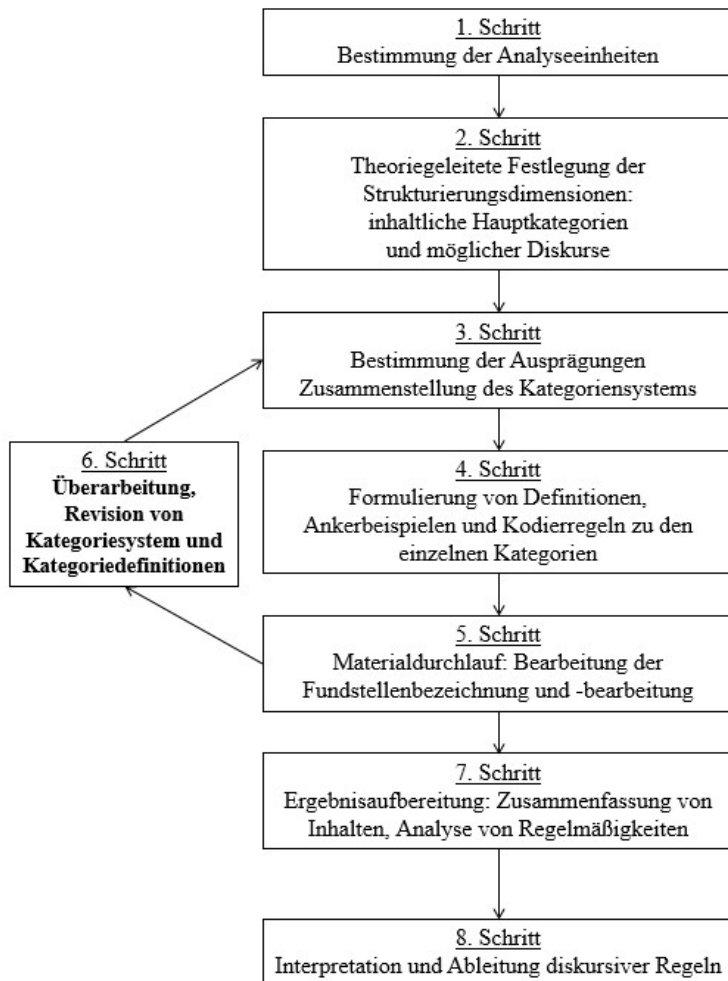 1. Schritt
Bestimmung der Analyseeinheiten
2. Schritt
Theoriegeleitete Festlegung der
Strukturierungsdimensionen:
inhaltliche Hauptkategorien
und möglicher Diskurse
3. Schritt
Bestimmung der Ausprägungen
Zusammenstellung des Kategoriensystems
4. Schritt
Formulierung von Definitionen,
Ankerbeispielen und Kodierregeln zu den
einzelnen Kategorien
5. Schritt
Materialdurchlauf: Bearbeitung der
Fundstellenbezeichnung und -bearbeitung
6. Schritt
Überarbeitung,
Revision von
Kategoriesystem und
Kategoriedefinitionen
7. Schritt
Ergebnisaufbereitung: Zusammenfassung von
Inhalten, Analyse von Regelmäßigkeiten
8. Schritt
Interpretation und Ableitung diskursiver Regeln